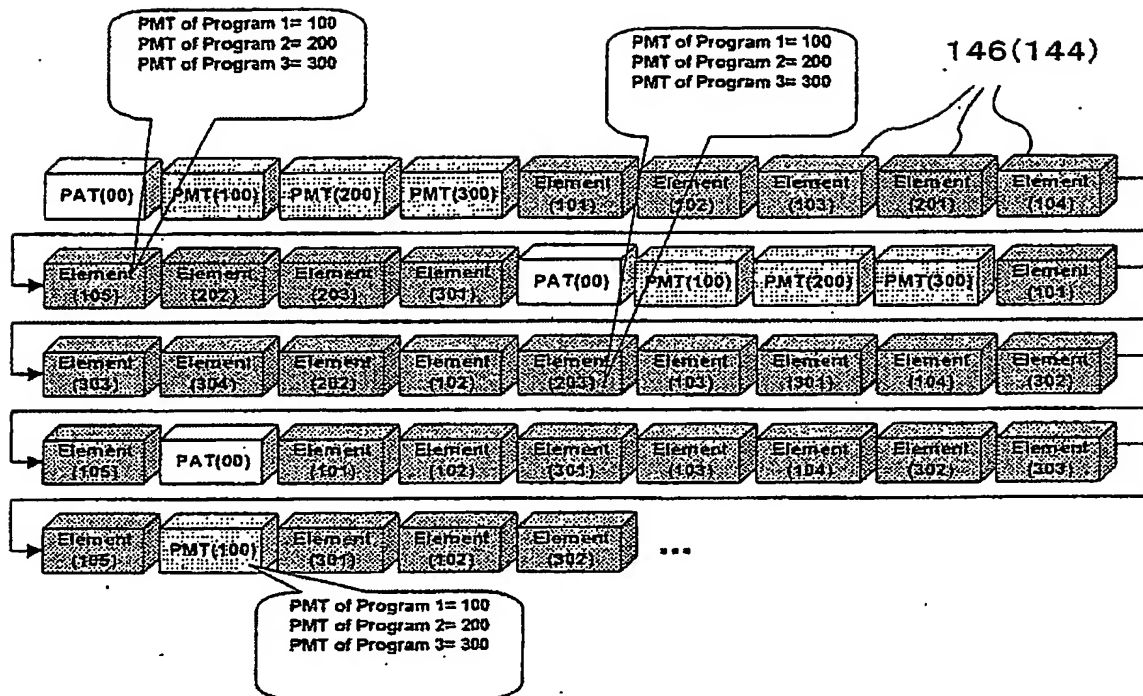 PMT of Program 1= 100
PMT of Program 2= 200
PMT of Program 3= 300
PMT of Program 1= 100
PMT of Program 2= 200
PMT of Program 3= 300
146(144)
PAT(00) PMT(100) PMT(200) PMT(300) Element (101) Element (102) Element (103) Element (201) Element (104)
Element (105) Element (202) Element (203) Element (301) PAT(00) PMT(100) PMT(200) PMT(300) Element (101)
Element (303) Element (304) Element (202) Element (102) Element (203) Element (103) Element (301) Element (104) Element (302)
Element (105) PAT(00) Element (101) Element (102) Element (301) Element (103) Element (104) Element (302) Element (303)
Element (105) PMT(100) Element (301) Element (102) Element (302) ...
PMT of Program 1= 100
PMT of Program 2= 200
PMT of Program 3= 300